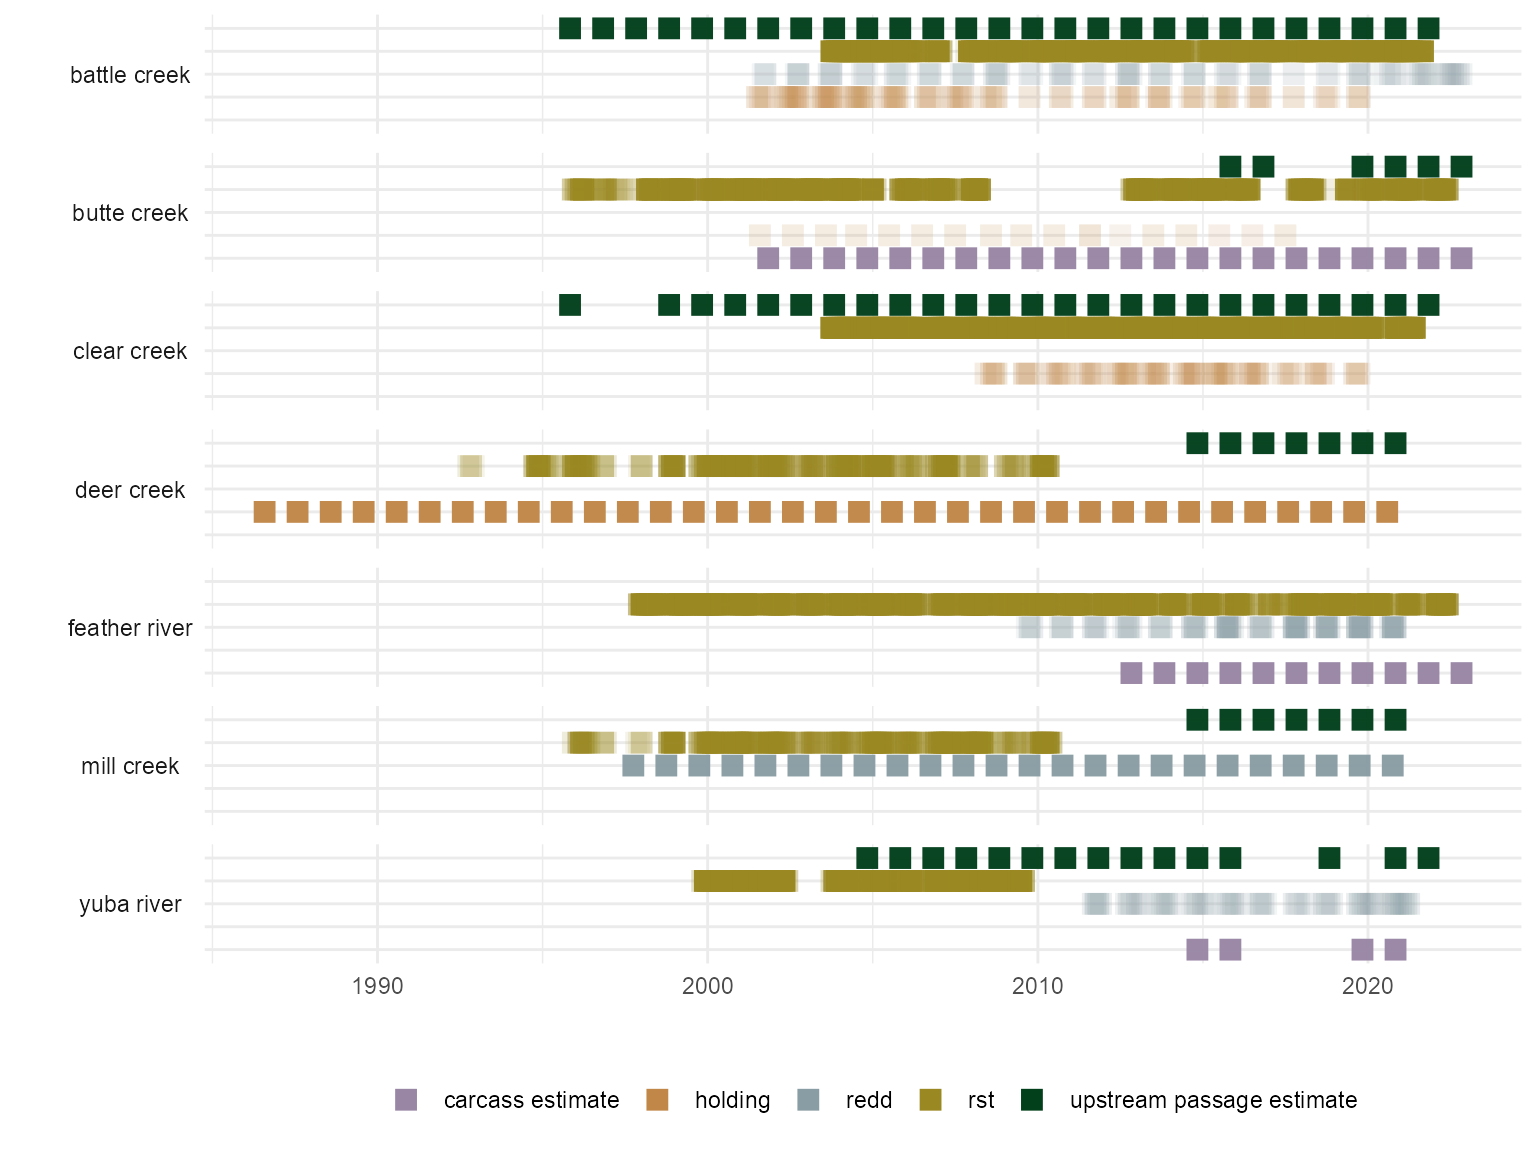 battle creek
butte creek
clear creek
deer creek
feather river
mill creek
yuba river
1990 2000 2010 2020
carcass estimate holding redd rst upstream passage estimate